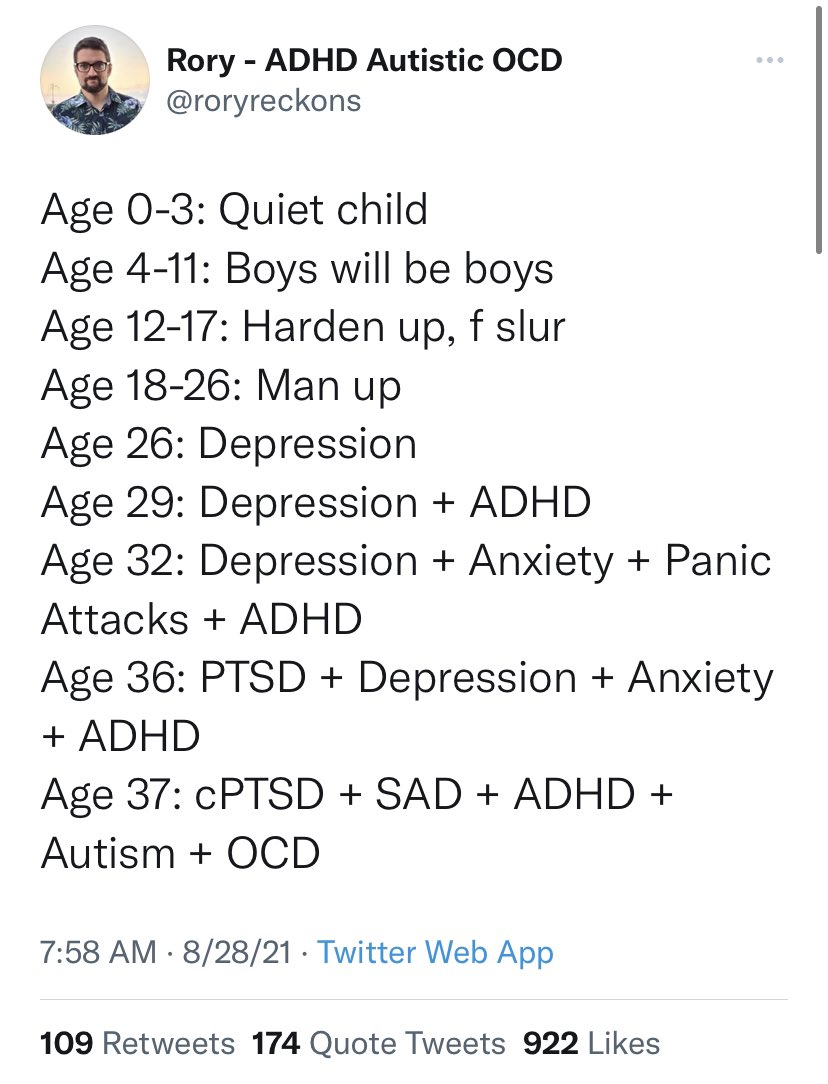 Rory - ADHD Autistic OCD
@roryreckons
Age 0-3: Quiet child
Age 4-11: Boys will be boys
Age 12-17: Harden up, f slur
Age 18-26: Man up
Age 26: Depression
Age 29: Depression + ADHD
Age 32: Depression + Anxiety + Panic
Attacks + ADHD
Age 36: PTSD + Depression + Anxiety
+ ADHD
Age 37: cPTSD + SAD + ADHD +
Autism + OCD
7:58 AM · 8/28/21 · Twitter Web App
109 Retweets 174 Quote Tweets 922 Likes